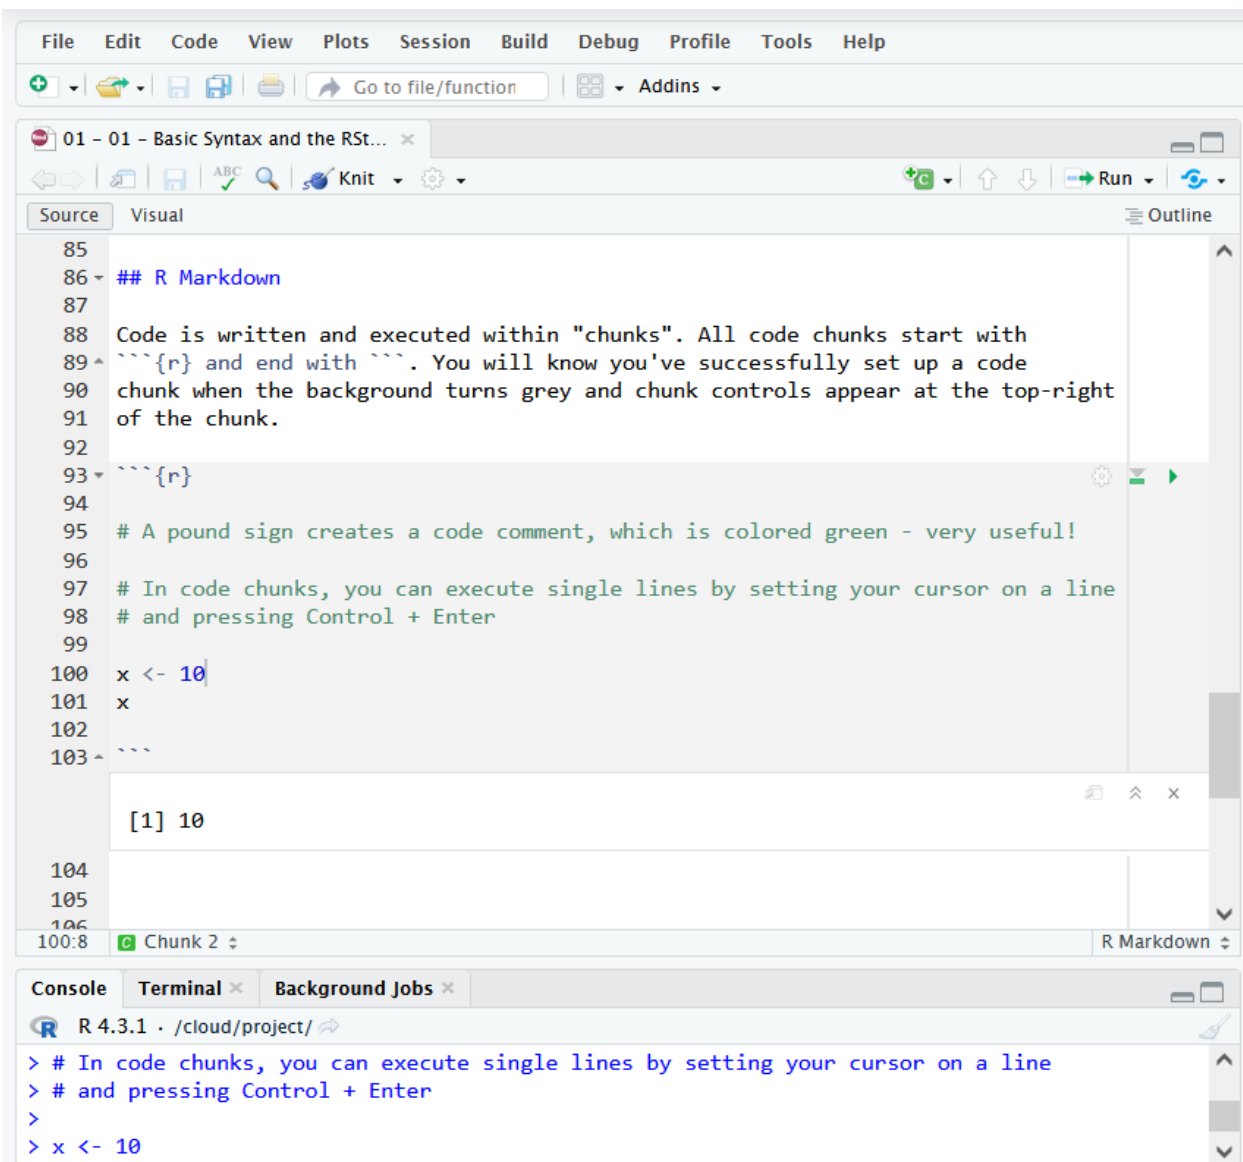 File Edit Code View Plots Session Build Debug Profile Tools Help
Go to file/function Addins
01 – 01 – Basic Syntax and the RSt...
ABC Knit Run
Source Visual Outline
85
86 ## R Markdown
87
88 Code is written and executed within "chunks". All code chunks start with
89 ```{r} and end with ```. You will know you've successfully set up a code
90 chunk when the background turns grey and chunk controls appear at the top-right
91 of the chunk.
92
93 ```{r}
94
95 # A pound sign creates a code comment, which is colored green - very useful!
96
97 # In code chunks, you can execute single lines by setting your cursor on a line
98 # and pressing Control + Enter
99
100 x <- 10
101 x
102
103 ```
[1] 10
104
105
106
100:8 C Chunk 2 R Markdown
Console Terminal Background Jobs
R R 4.3.1 · /cloud/project/
> # In code chunks, you can execute single lines by setting your cursor on a line
> # and pressing Control + Enter
>
> x <- 10